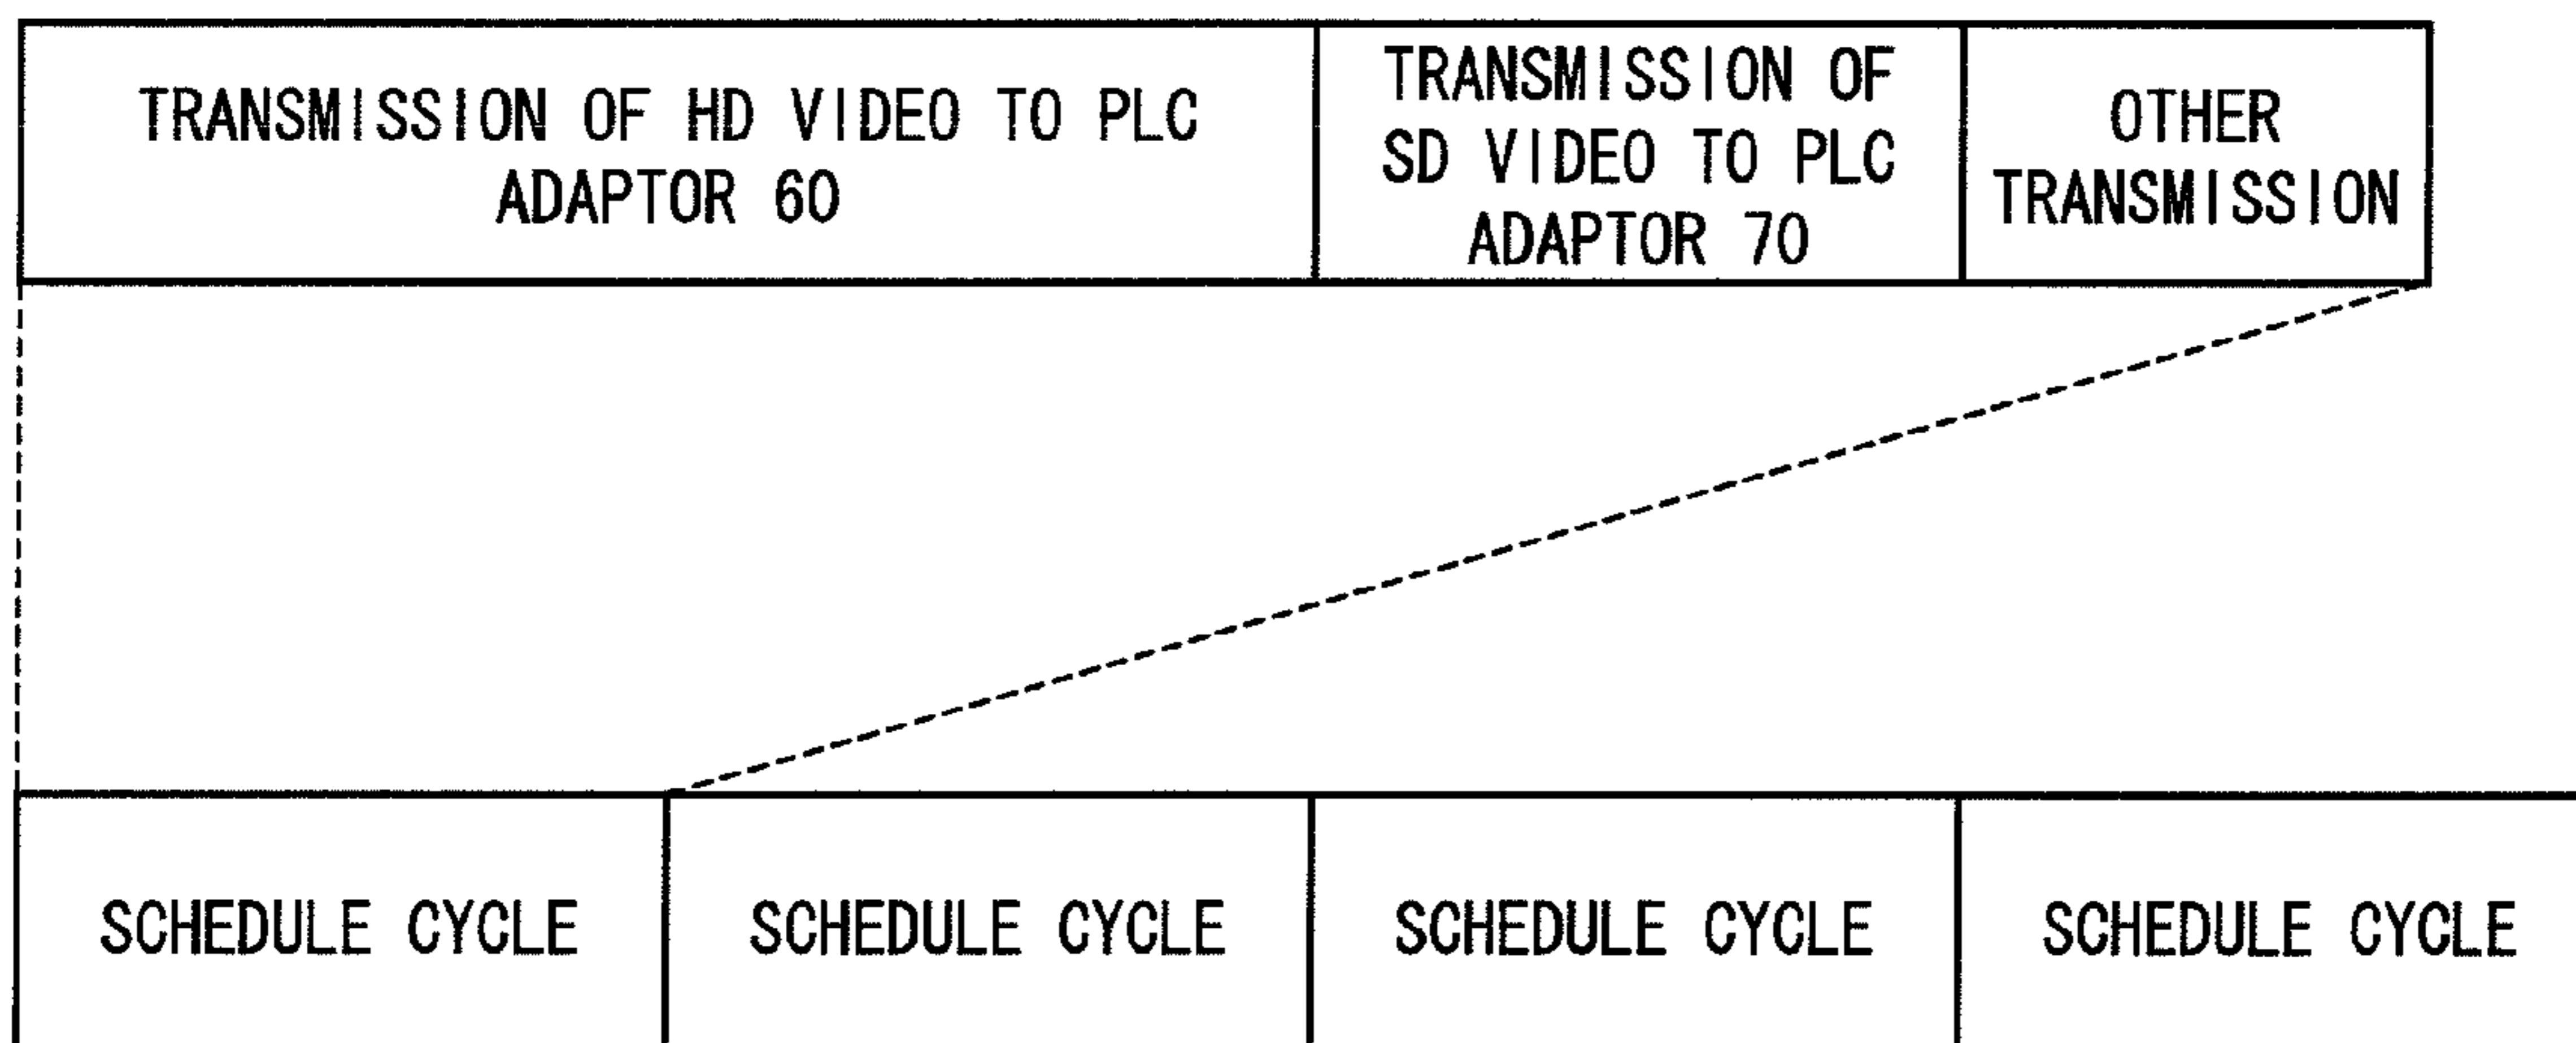 TRANSMISSION OF HD VIDEO TO PLC
ADAPTOR 60
TRANSMISSION OF
SD VIDEO TO PLC
ADAPTOR 70
OTHER
TRANSMISSION
SCHEDULE CYCLE
SCHEDULE CYCLE
SCHEDULE CYCLE
SCHEDULE CYCLE